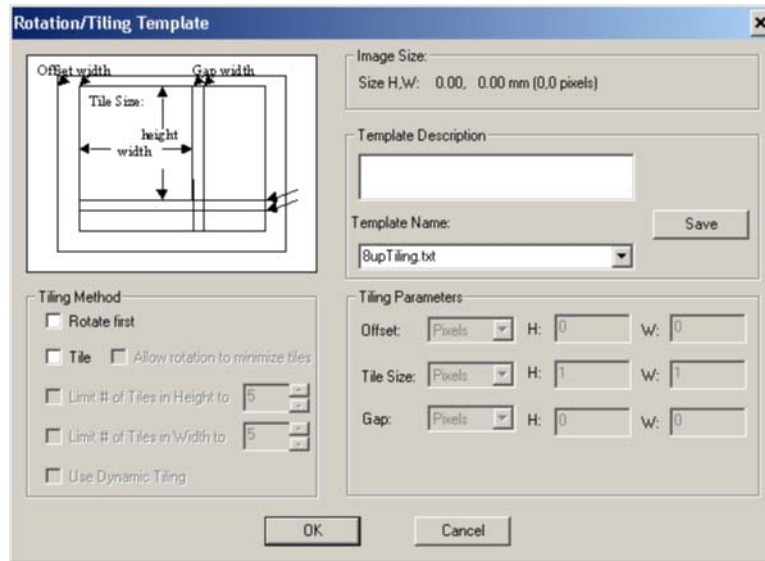 Rotation/Tiling Template
Offset width Gap width
Tile Size:
height
width
Image Size:
Size H,W: 0.00, 0.00 mm (0,0 pixels)
Template Description
Template Name:
Save
8upTiling.txt
Tiling Method
Rotate first
Tile Allow rotation to minimize tiles
Limit # of Tiles in Height to 5
Limit # of Tiles in Width to 5
Use Dynamic Tiling
Tiling Parameters
Offset: Pixels H: 0 W: 0
Tile Size: Pixels H: 1 W: 1
Gap: Pixels H: 0 W: 0
OK Cancel